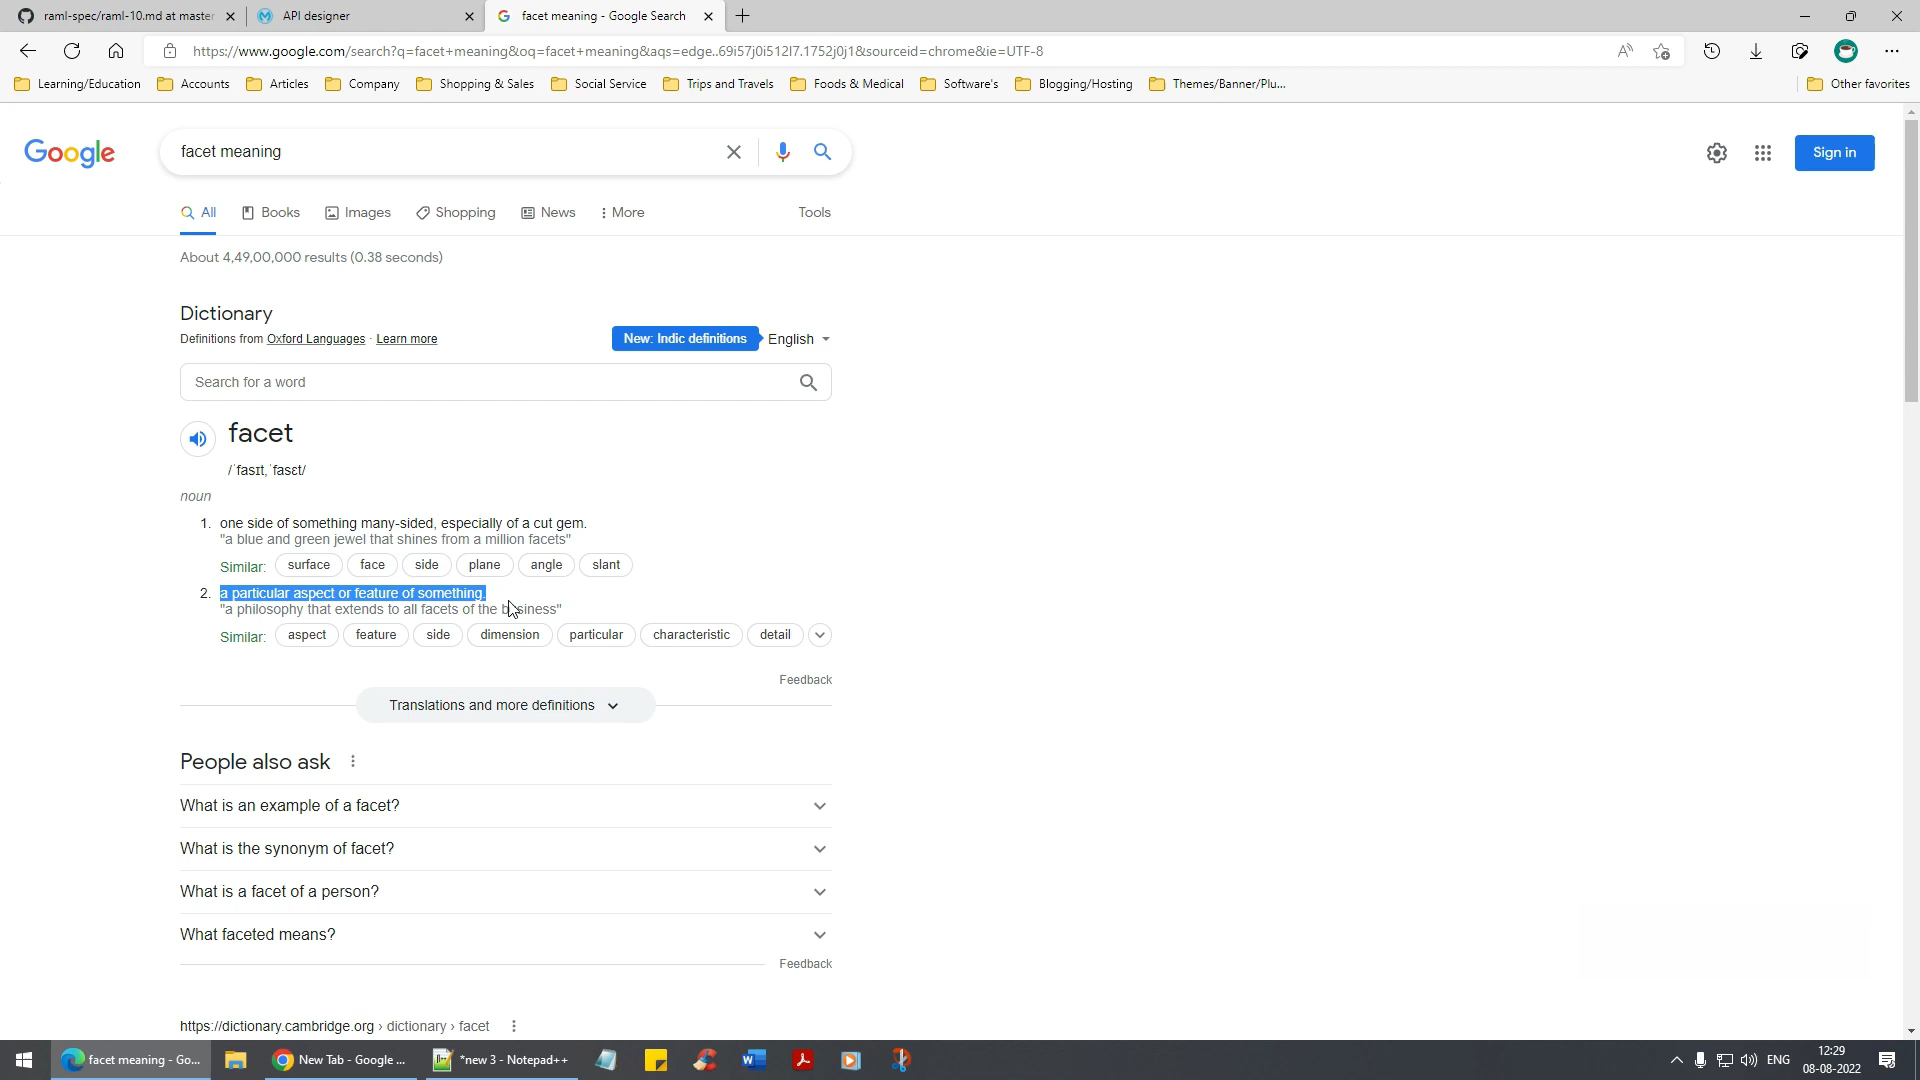 raml-spec/raml-10.md at master
API designer
facet meaning - Google Search
https://www.google.com/search?q=facet+meaning&oq=facet+meaning&aqs=edge..69i57j0i512l7.1752j0j1&sourceid=chrome&ie=UTF-8
Learning/Education
Accounts
Articles
Company
Shopping & Sales
Social Service
Trips and Travels
Foods & Medical
Software's
Blogging/Hosting
Themes/Banner/Plu...
Other favorites
Google
facet meaning
Sign in
All
Books
Images
Shopping
News
More
Tools
About 4,49,00,000 results (0.38 seconds)
Dictionary
Definitions from Oxford Languages · Learn more
New: Indic definitions
English
Search for a word
facet
/ˈfasɪt,ˈfasɛt/
noun
1. one side of something many-sided, especially of a cut gem.
"a blue and green jewel that shines from a million facets"
Similar: surface face side plane angle slant
2. a particular aspect or feature of something.
"a philosophy that extends to all facets of the business"
Similar: aspect feature side dimension particular characteristic detail
Feedback
Translations and more definitions
People also ask
What is an example of a facet?
What is the synonym of facet?
What is a facet of a person?
What faceted means?
Feedback
https://dictionary.cambridge.org › dictionary › facet
facet meaning - Go...
New Tab - Google ...
*new 3 - Notepad++
ENG
12:29
08-08-2022